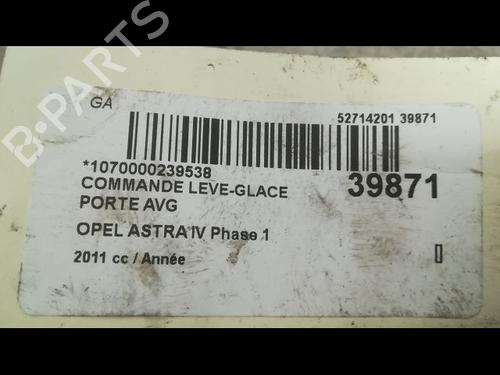 B-PARTS
GA
52714201 39871
*1070000239538
COMMANDE LEVE-GLACE
39871
PORTE AVG
OPEL ASTRA IV Phase 1
2011 cc / Année